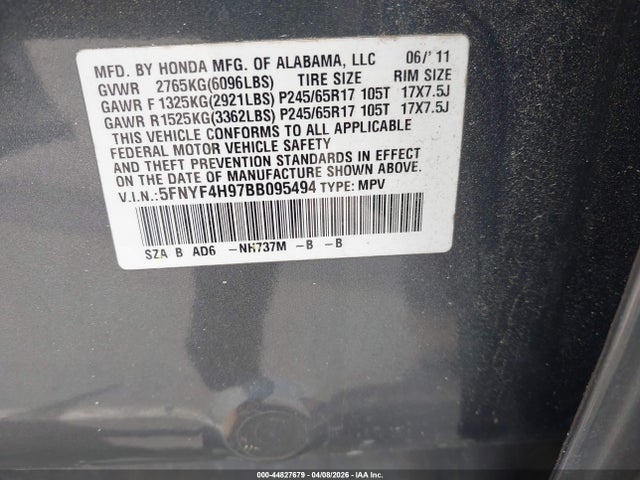 MFD. BY HONDA MFG. OF ALABAMA, LLC 06/'11
GVWR 2765KG(6096LBS) TIRE SIZE RIM SIZE
GAWR F 1325KG(2921LBS) P245/65R17 105T 17X7.5J
GAWR R 1525KG(3362LBS) P245/65R17 105T 17X7.5J
THIS VEHICLE CONFORMS TO ALL APPLICABLE
FEDERAL MOTOR VEHICLE SAFETY
AND THEFT PREVENTION STANDARDS IN EFFECT
ON THE DATE OF MANUFACTURE SHOWN ABOVE.
V.I.N.:5FNYF4H97BB095494 TYPE: MPV
SZA B AD6 -NH737M -B -B
000-44827679 04/08/2026 IAA Inc.